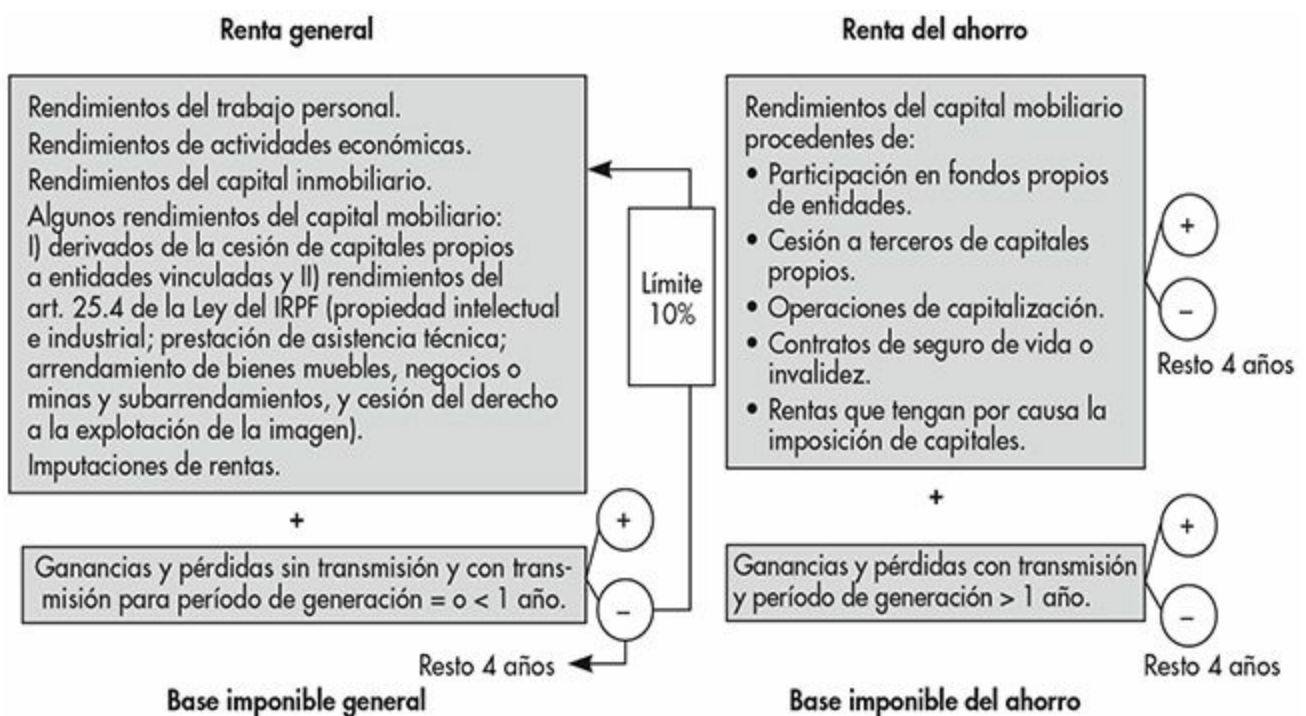 Renta general
Rendimientos del trabajo personal.
Rendimientos de actividades económicas.
Rendimientos del capital inmobiliario.
Algunos rendimientos del capital mobiliario:
I) derivados de la cesión de capitales propios
a entidades vinculadas y II) rendimientos del
art. 25.4 de la Ley del IRPF (propiedad intelectual
e industrial; prestación de asistencia técnica;
arrendamiento de bienes muebles, negocios o
minas y subarrendamientos, y cesión del derecho
a la explotación de la imagen).
Imputaciones de rentas.
+
Ganancias y pérdidas sin transmisión y con trans-
misión para período de generación = o < 1 año.
+
−
Resto 4 años
Base imponible general
Límite
10%
Renta del ahorro
Rendimientos del capital mobiliario
procedentes de:
• Participación en fondos propios
de entidades.
• Cesión a terceros de capitales
propios.
• Operaciones de capitalización.
• Contratos de seguro de vida o
invalidez.
• Rentas que tengan por causa la
imposición de capitales.
+
−
Resto 4 años
+
Ganancias y pérdidas con transmisión
y período de generación > 1 año.
+
−
Resto 4 años
Base imponible del ahorro